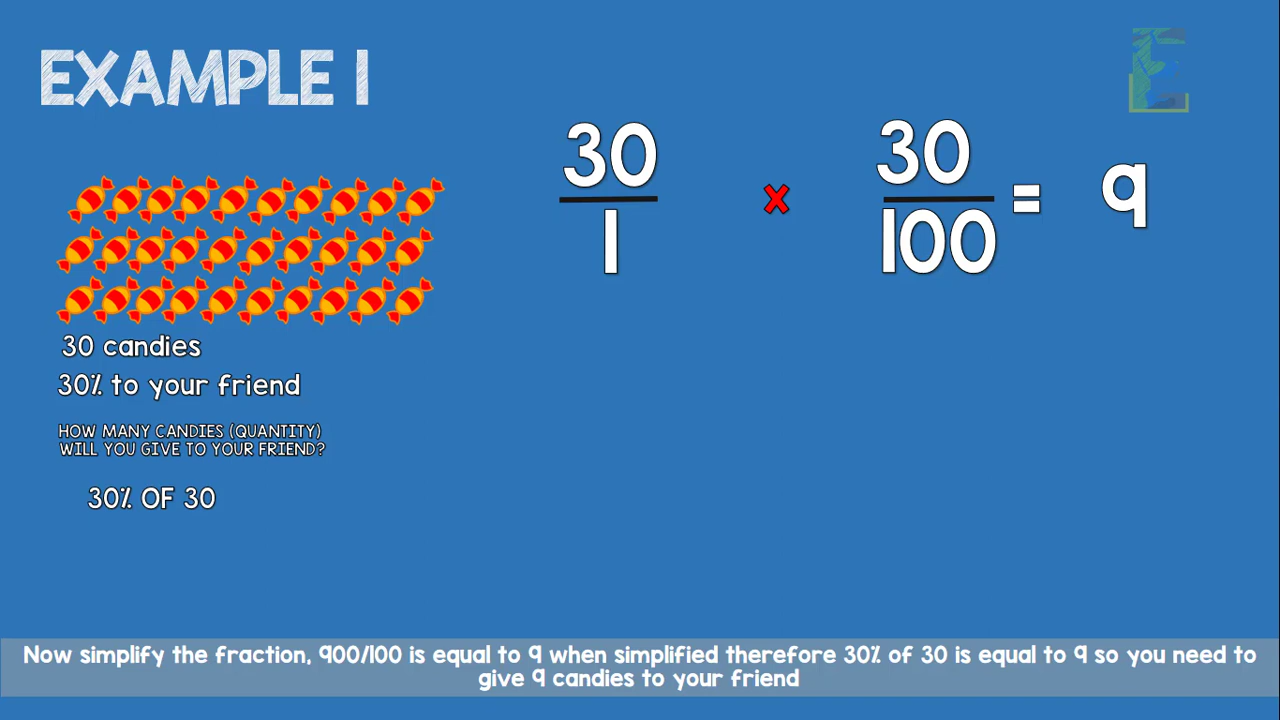 EXAMPLE 1
30 30
x = 9
1 100
30 candies
30% to your friend
HOW MANY CANDIES (QUANTITY)
WILL YOU GIVE TO YOUR FRIEND?
30% OF 30
Now simplify the fraction, 900/100 is equal to 9 when simplified therefore 30% of 30 is equal to 9 so you need to
give 9 candies to your friend